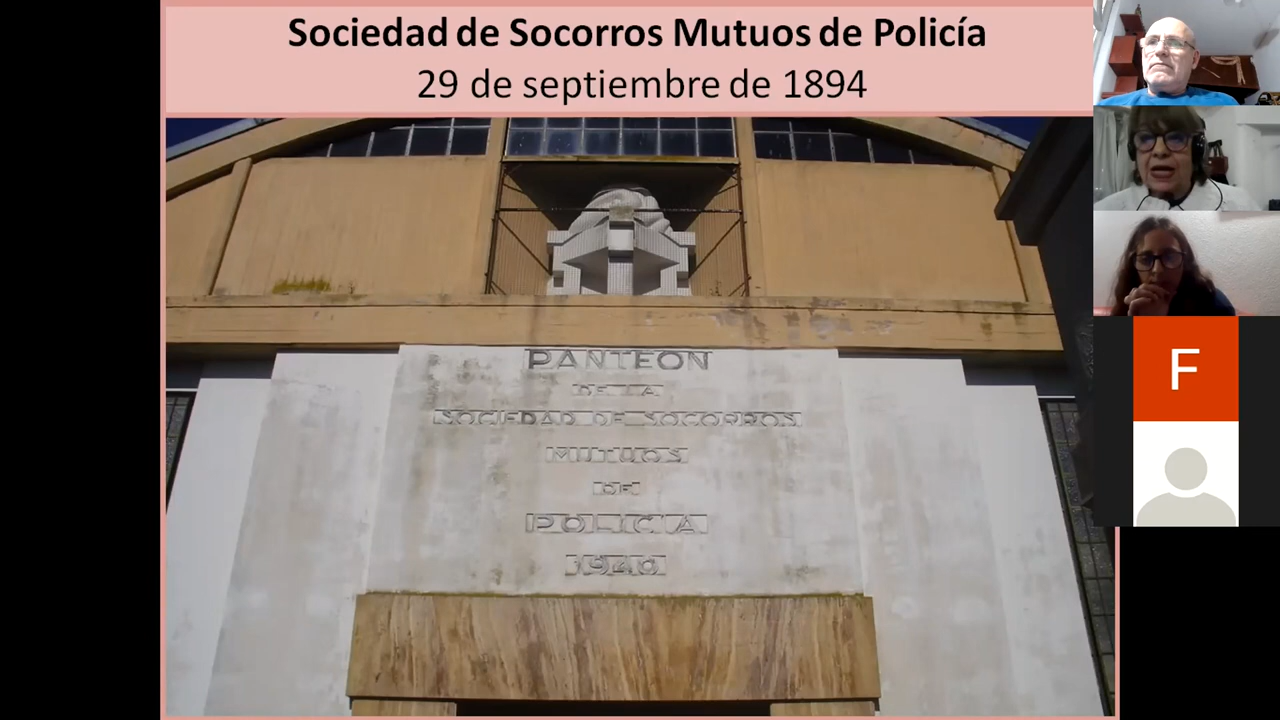 Sociedad de Socorros Mutuos de Policía
29 de septiembre de 1894
PANTEON
DE LA
SOCIEDAD DE SOCORROS
MUTUOS
DE
POLICIA
1940
F